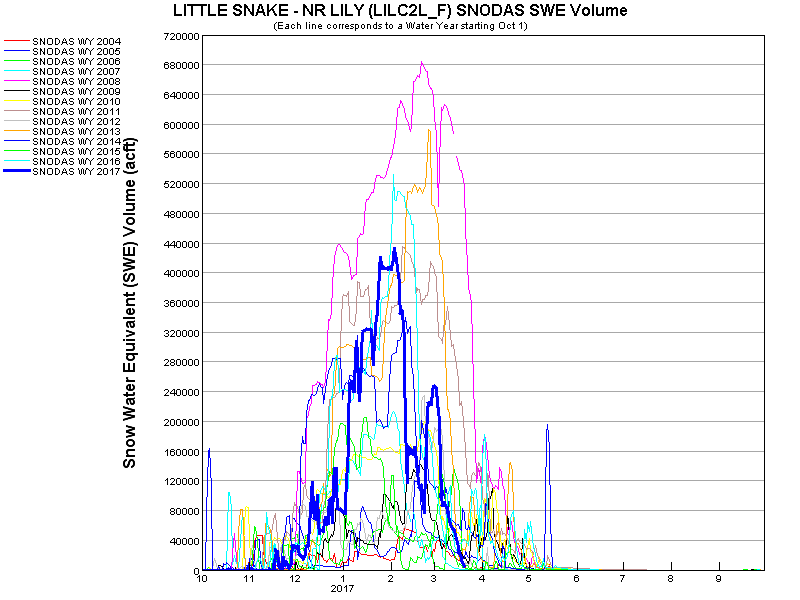 LITTLE SNAKE - NR LILY (LILC2L_F) SNODAS SWE Volume
(Each line corresponds to a Water Year starting Oct 1)
SNODAS WY 2004
SNODAS WY 2005
SNODAS WY 2006
SNODAS WY 2007
SNODAS WY 2008
SNODAS WY 2009
SNODAS WY 2010
SNODAS WY 2011
SNODAS WY 2012
SNODAS WY 2013
SNODAS WY 2014
SNODAS WY 2015
SNODAS WY 2016
SNODAS WY 2017
Snow Water Equivalent (SWE) Volume (acft)
720000
680000
640000
600000
560000
520000
480000
440000
400000
360000
320000
280000
240000
200000
160000
120000
80000
40000
0
10 11 12 1 2 3 4 5 6 7 8 9
2017